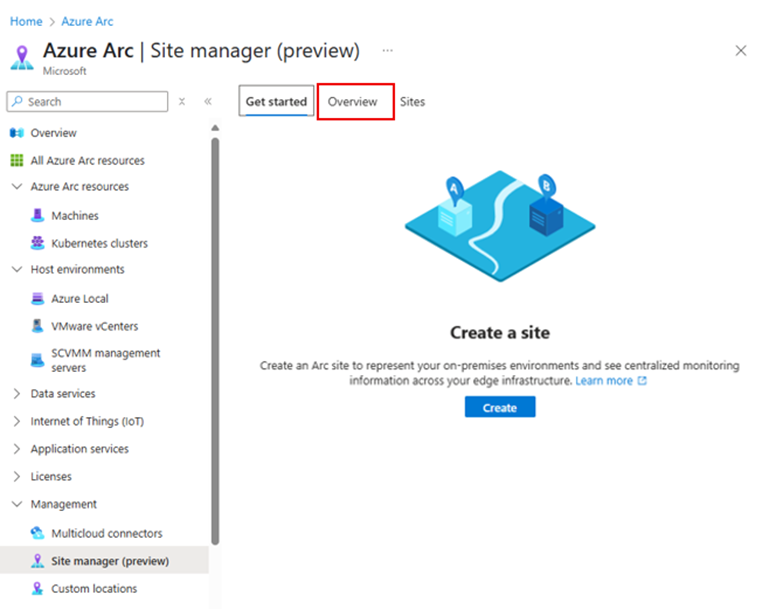 Home > Azure Arc
Azure Arc | Site manager (preview) ...
Microsoft
Search
Get started Overview Sites
Overview
All Azure Arc resources
Azure Arc resources
Machines
Kubernetes clusters
Host environments
Azure Local
VMware vCenters
SCVMM management
servers
Data services
Internet of Things (IoT)
Application services
Licenses
Management
Multicloud connectors
Site manager (preview)
Custom locations
A B
Create a site
Create an Arc site to represent your on-premises environments and see centralized monitoring
information across your edge infrastructure. Learn more
Create